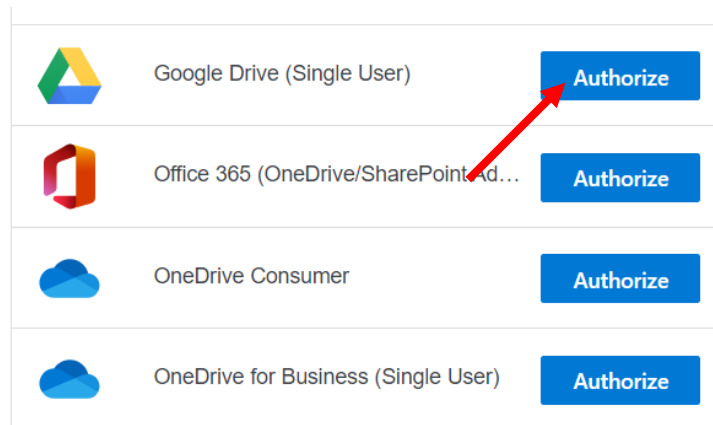 Google Drive (Single User)
Authorize
Office 365 (OneDrive/SharePoint Ad...
Authorize
OneDrive Consumer
Authorize
OneDrive for Business (Single User)
Authorize